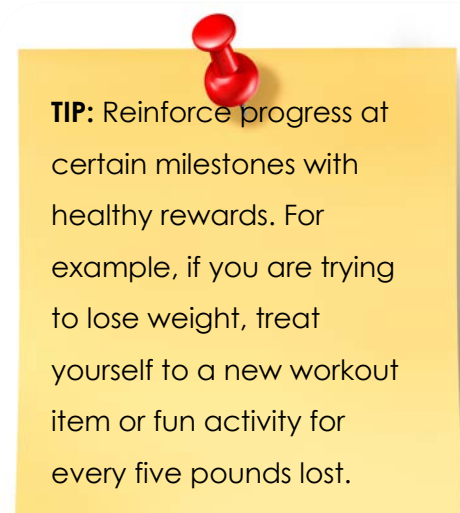 TIP: Reinforce progress at
certain milestones with
healthy rewards. For
example, if you are trying
to lose weight, treat
yourself to a new workout
item or fun activity for
every five pounds lost.